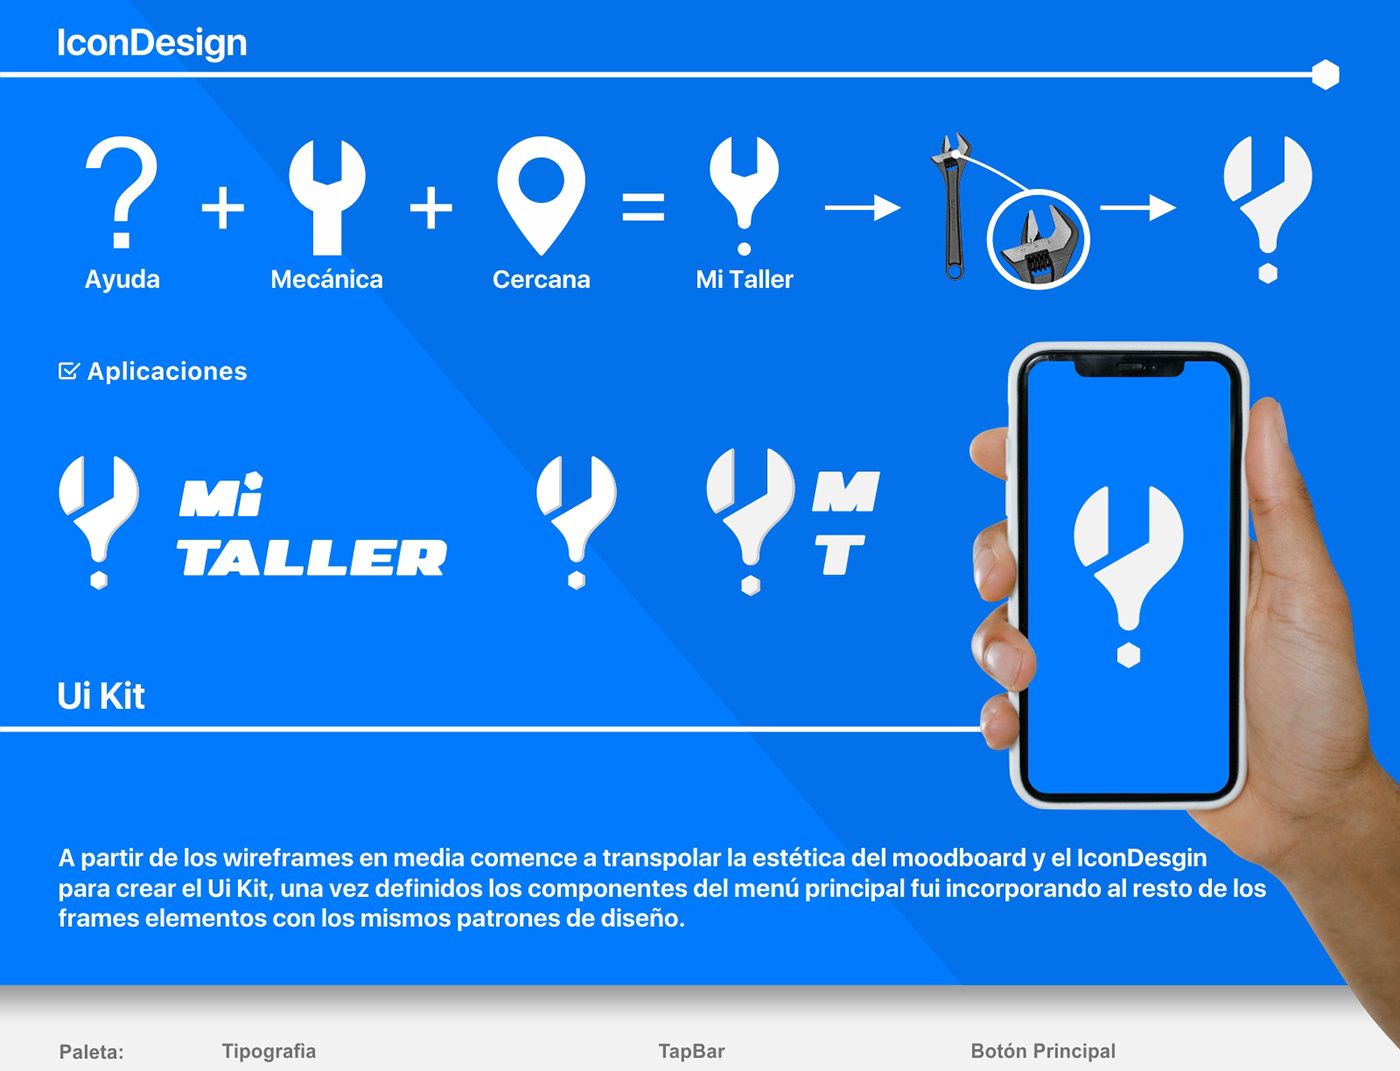 IconDesign
Ayuda
Mecánica
Cercana
Mi Taller
Aplicaciones
Mi
TALLER
M
T
Ui Kit
A partir de los wireframes en media comence a transpolar la estética del moodboard y el IconDesgin
para crear el Ui Kit, una vez definidos los componentes del menú principal fui incorporando al resto de los
frames elementos con los mismos patrones de diseño.
Paleta:
Tipografìa
TapBar
Botón Principal